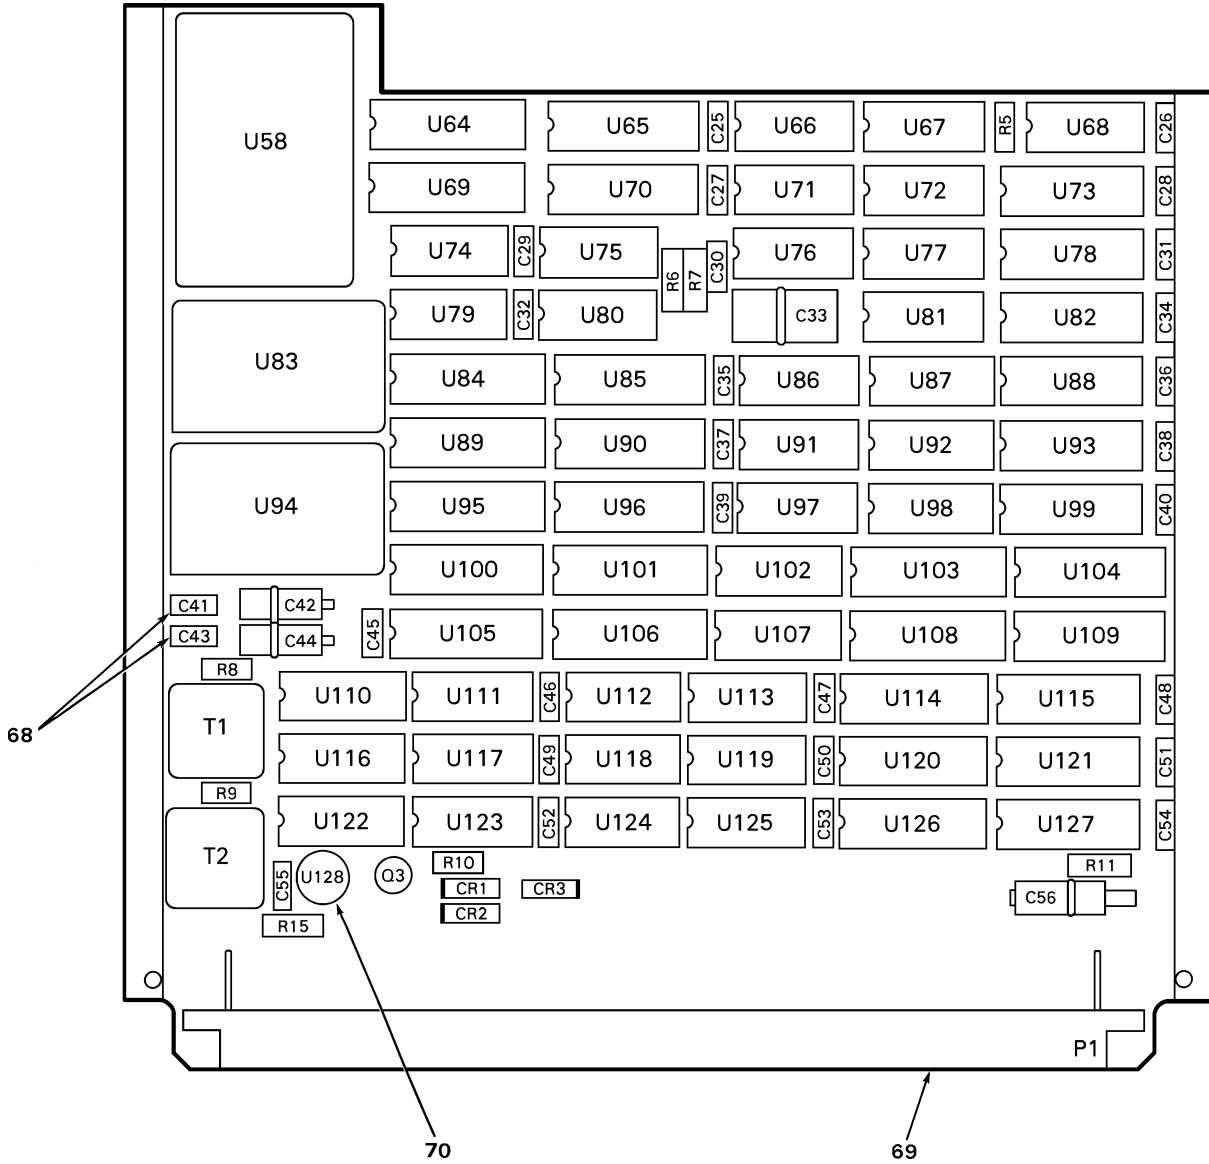 U58
U64 U65 C25 U66 U67 R5 U68 C26
U69 U70 C27 U71 U72 U73 C28
U74 C29 U75 R6 R7 C30 U76 U77 U78 C31
U79 C32 U80 C33 U81 U82 C34
U83
U84 U85 C35 U86 U87 U88 C36
U89 U90 C37 U91 U92 U93 C38
U94
U95 U96 C39 U97 U98 U99 C40
U100 U101 U102 U103 U104
C41 C42
C43 C44 C45 U105 U106 U107 U108 U109
R8
U110 U111 C46 U112 U113 C47 U114 U115 C48
68 T1
U116 U117 C49 U118 U119 C50 U120 U121 C51
R9
U122 U123 C52 U124 U125 C53 U126 U127 C54
T2
C55 U128 Q3 R10 R11
CR1 CR3 C56
CR2
R15
P1
70 69